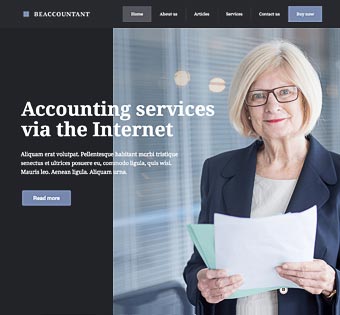 BEACCOUNTANT
Home About us Articles Services Contact us Buy now
Accounting services
via the Internet
Aliquam erat volutpat. Pellentesque habitant morbi tristique
senectus et ultrices posuere eu, commodo ligula, quis wisi.
Mauris leo. Aenean ligula. Aliquam urna.
Read more